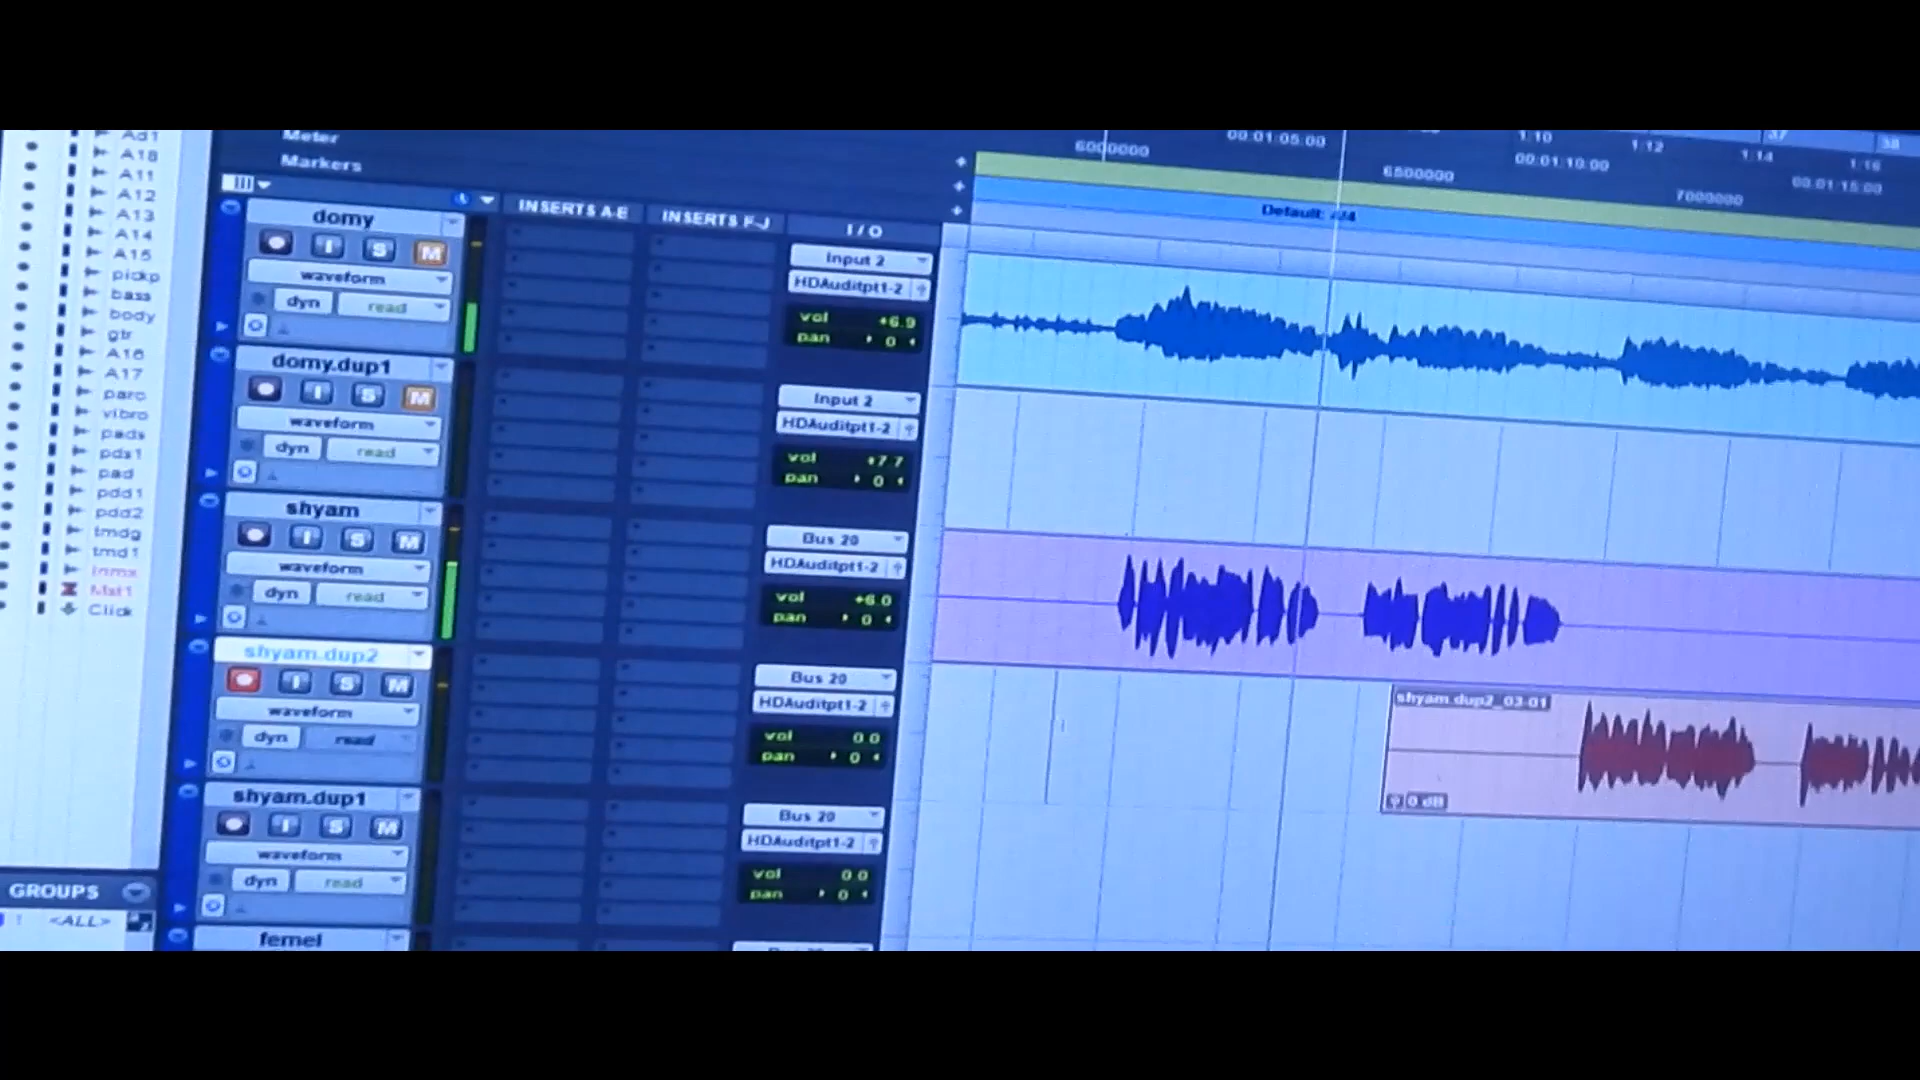 Ad1
A18
A11
A12
A13
A14
A15
pickp
bass
body
gtr
A16
A17
parc
vibro
pads
pds1
pad
pdd1
pdd2
tmdg
tmd1
Mst1
Click
GROUPS
1 <ALL>
Meter
Markers
INSERTS A-E
INSERTS F-J
I / O
domy
I S M
waveform
dyn read
Input 2
HDAuditpt1-2
vol +6.9
pan 0
domy.dup1
I S M
waveform
dyn read
Input 2
HDAuditpt1-2
vol +7.7
pan 0
shyam
I S M
waveform
dyn read
Bus 20
HDAuditpt1-2
vol +6.0
pan 0
shyam.dup2
I S M
waveform
dyn read
Bus 20
HDAuditpt1-2
vol 0.0
pan 0
shyam.dup1
I S M
waveform
dyn read
Bus 20
HDAuditpt1-2
vol 0.0
pan 0
femel
1:10 1:12 1:14 1:16
37 38
00:01:05:00 00:01:10:00 00:01:15:00
6000000 6500000 7000000
Default: 4/4
shyam.dup2_03-01
0 dB